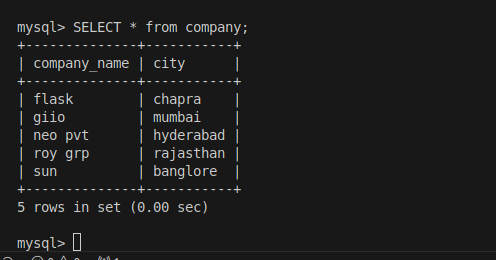 mysql> SELECT * from company;
+--------------+-----------+
| company_name | city      |
+--------------+-----------+
| flask        | chapra    |
| giio         | mumbai    |
| neo pvt      | hyderabad |
| roy grp      | rajasthan |
| sun          | banglore  |
+--------------+-----------+
5 rows in set (0.00 sec)
mysql>